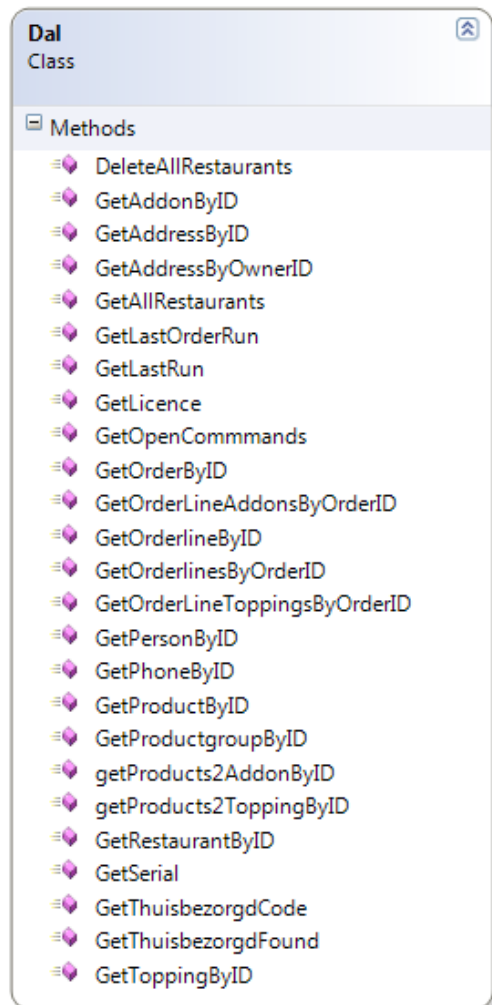 Dal
Class
Methods
DeleteAllRestaurants
GetAddonByID
GetAddressByID
GetAddressByOwnerID
GetAllRestaurants
GetLastOrderRun
GetLastRun
GetLicence
GetOpenCommmands
GetOrderByID
GetOrderLineAddonsByOrderID
GetOrderlineByID
GetOrderlinesByOrderID
GetOrderLineToppingsByOrderID
GetPersonByID
GetPhoneByID
GetProductByID
GetProductgroupByID
getProducts2AddonByID
getProducts2ToppingByID
GetRestaurantByID
GetSerial
GetThuisbezorgdCode
GetThuisbezorgdFound
GetToppingByID